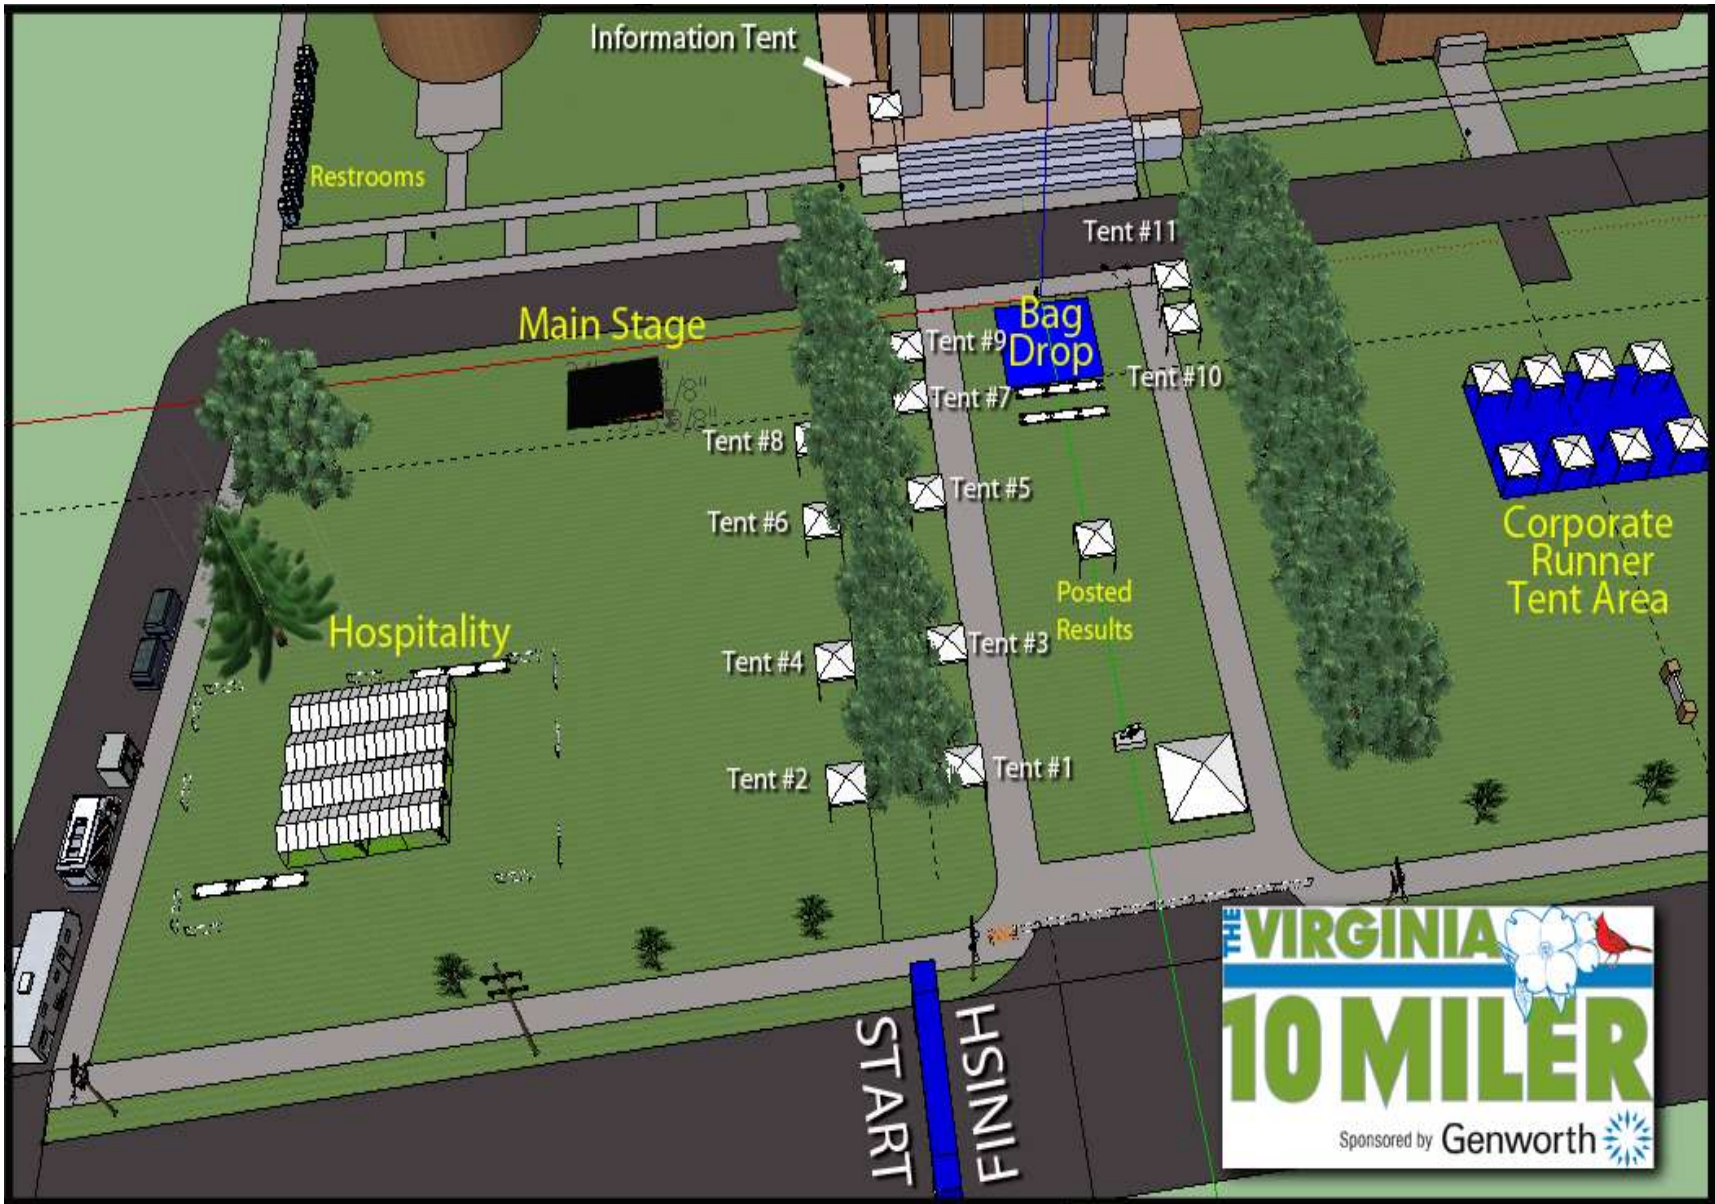 Information Tent
Restrooms
Tent #11
Main Stage
Bag
Drop
Tent #9
Tent #10
Tent #7
Tent #8
Tent #5
Tent #6
Corporate
Runner
Tent Area
Posted
Results
Hospitality
Tent #3
Tent #4
Tent #1
Tent #2
START
FINISH
THE VIRGINIA
10 MILER
Sponsored by Genworth